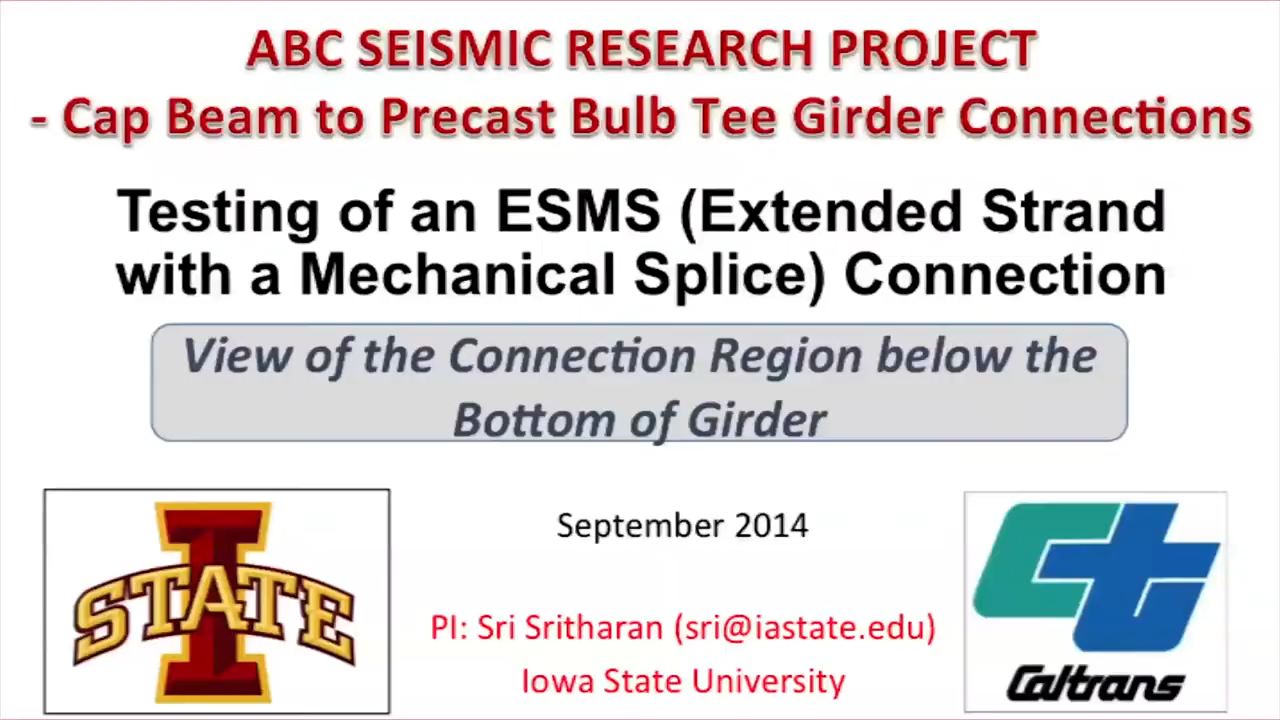 ABC SEISMIC RESEARCH PROJECT
- Cap Beam to Precast Bulb Tee Girder Connections
Testing of an ESMS (Extended Strand
with a Mechanical Splice) Connection
View of the Connection Region below the
Bottom of Girder
September 2014
PI: Sri Sritharan (sri@iastate.edu)
Iowa State University
I
STATE
Ct
Caltrans